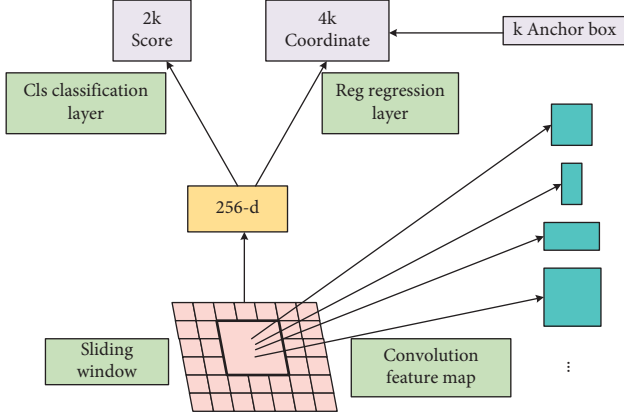 2k
Score
4k
Coordinate
k Anchor box
Cls classification
layer
Reg regression
layer
256-d
Sliding
window
Convolution
feature map
...